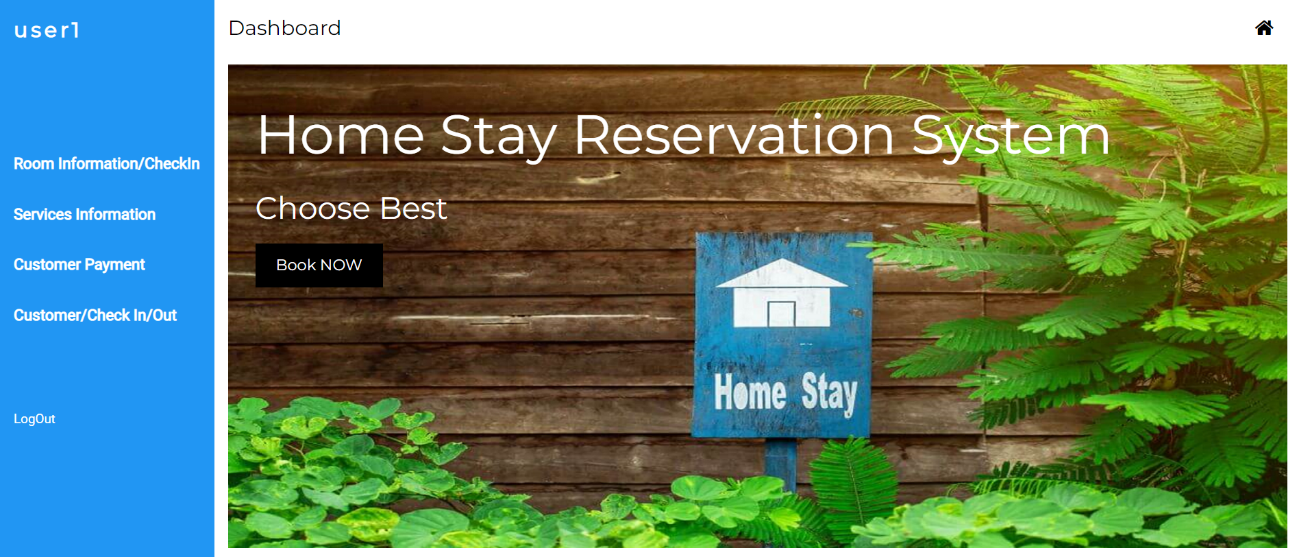 user1
Room Information/CheckIn
Services Information
Customer Payment
Customer/Check In/Out
LogOut
Dashboard
Home Stay Reservation System
Choose Best
Book NOW
Home Stay